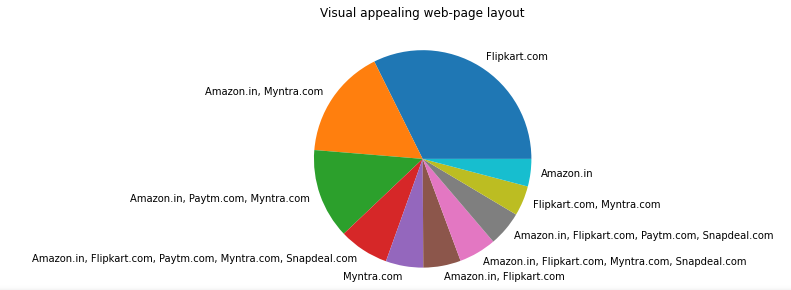 Visual appealing web-page layout
Flipkart.com
Amazon.in, Myntra.com
Amazon.in, Paytm.com, Myntra.com
Amazon.in, Flipkart.com, Paytm.com, Myntra.com, Snapdeal.com
Myntra.com
Amazon.in, Flipkart.com
Amazon.in, Flipkart.com, Myntra.com, Snapdeal.com
Amazon.in, Flipkart.com, Paytm.com, Snapdeal.com
Flipkart.com, Myntra.com
Amazon.in